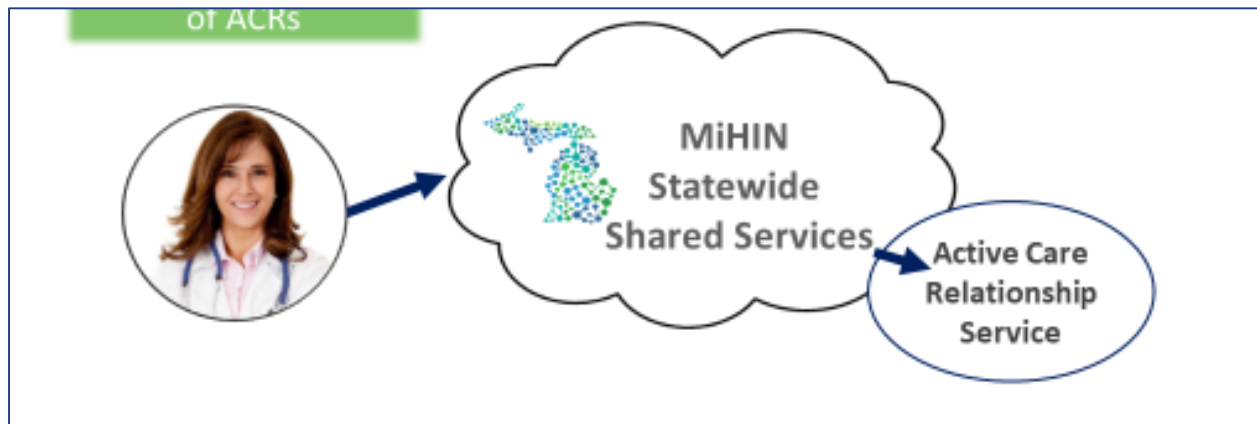 of ACRs
MiHIN
Statewide
Shared Services
Active Care
Relationship
Service